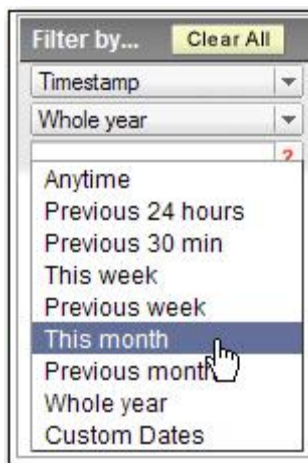 Filter by... Clear All
Timestamp
Whole year
?
Anytime
Previous 24 hours
Previous 30 min
This week
Previous week
This month
Previous month
Whole year
Custom Dates